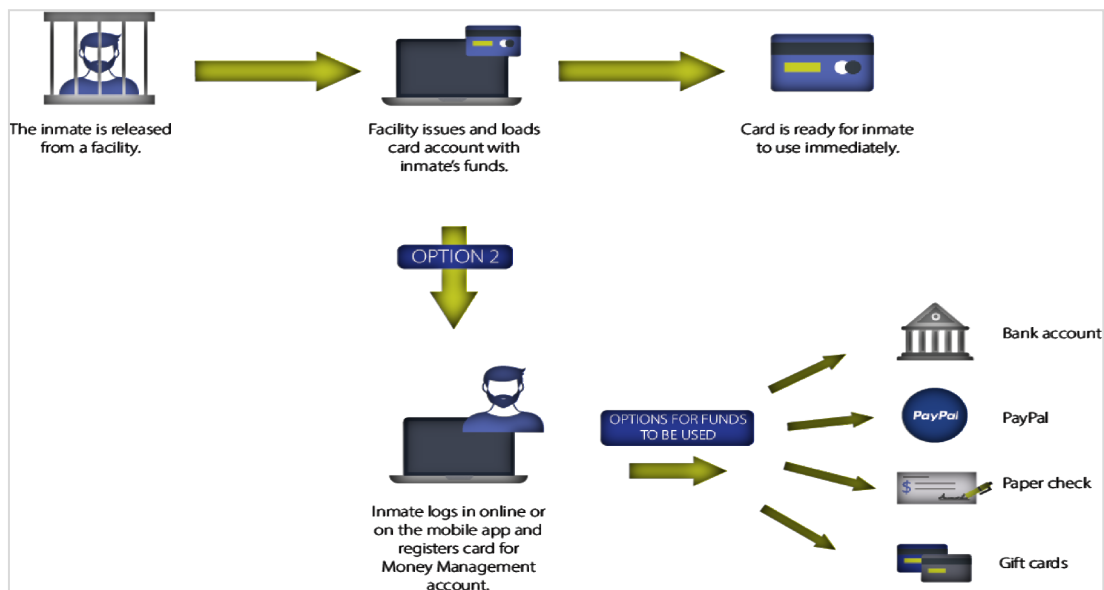 The inmate is released
from a facility.
Facility issues and loads
card account with
inmate's funds.
Card is ready for inmate
to use immediately.
OPTION 2
Inmate logs in online or
on the mobile app and
registers card for
Money Management
account.
OPTIONS FOR FUNDS
TO BE USED
Bank account
PayPal
PayPal
$
Paper check
Gift cards